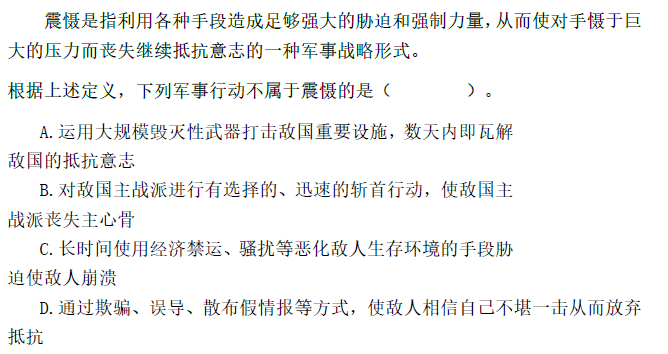 震慑是指利用各种手段造成足够强大的胁迫和强制力量，从而使对手慑于巨
大的压力而丧失继续抵抗意志的一种军事战略形式。
根据上述定义，下列军事行动不属于震慑的是（　　　　）。
A.运用大规模毁灭性武器打击敌国重要设施，数天内即瓦解
敌国的抵抗意志
B.对敌国主战派进行有选择的、迅速的斩首行动，使敌国主
战派丧失主心骨
C.长时间使用经济禁运、骚扰等恶化敌人生存环境的手段胁
迫使敌人崩溃
D.通过欺骗、误导、散布假情报等方式，使敌人相信自己不堪一击从而放弃
抵抗